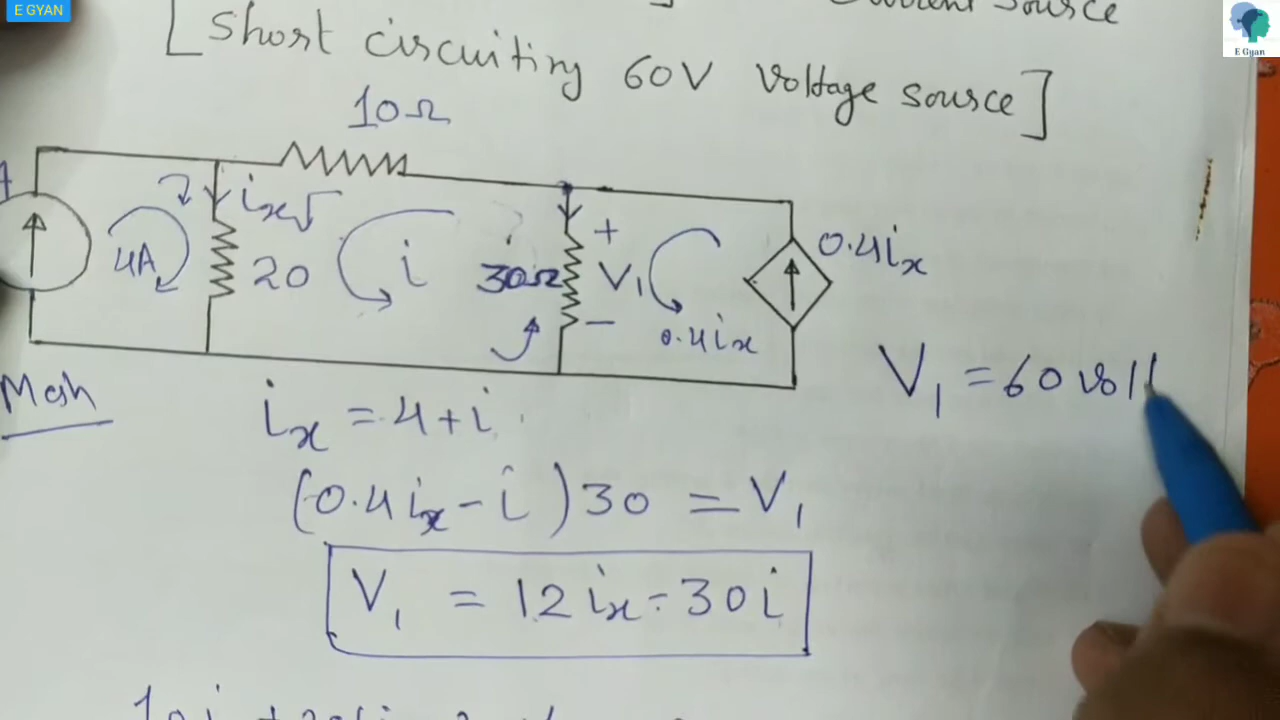 E GYAN
E Gyan
Source
[Short circuiting 60V Voltage source]
10Ω
ix
4A
20
i
30Ω
+
V1
-
0.4ix
0.4ix
V1 = 60 volt
Mesh
ix = 4+i
(0.4ix - i)30 = V1
V1 = 12ix - 30i